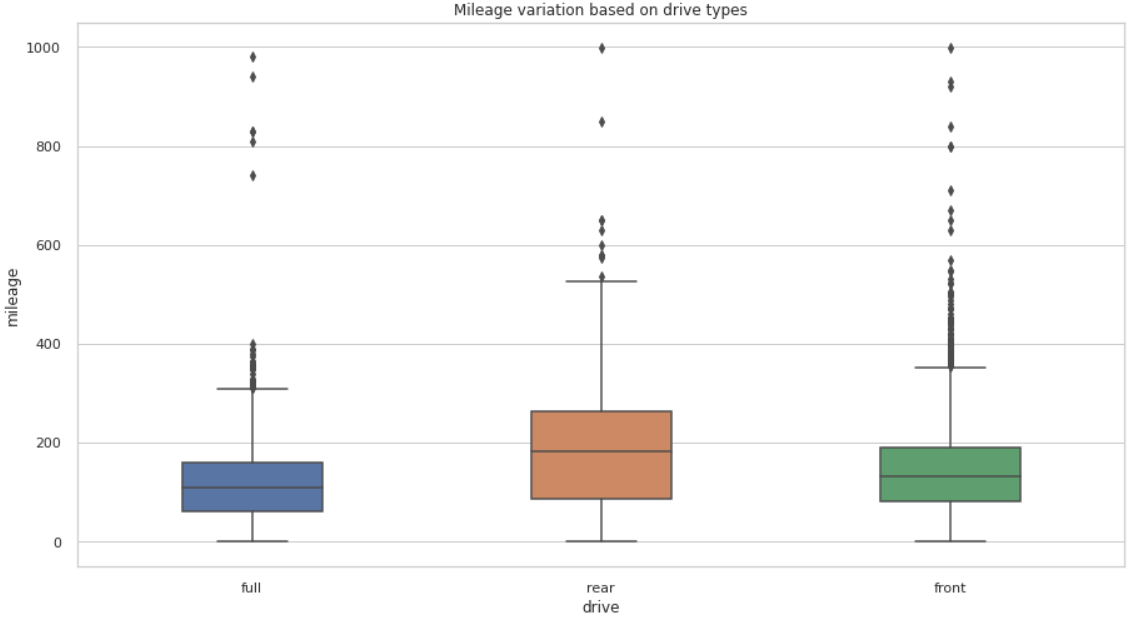 Mileage variation based on drive types
1000
800
600
400
200
0
mileage
full
rear
front
drive